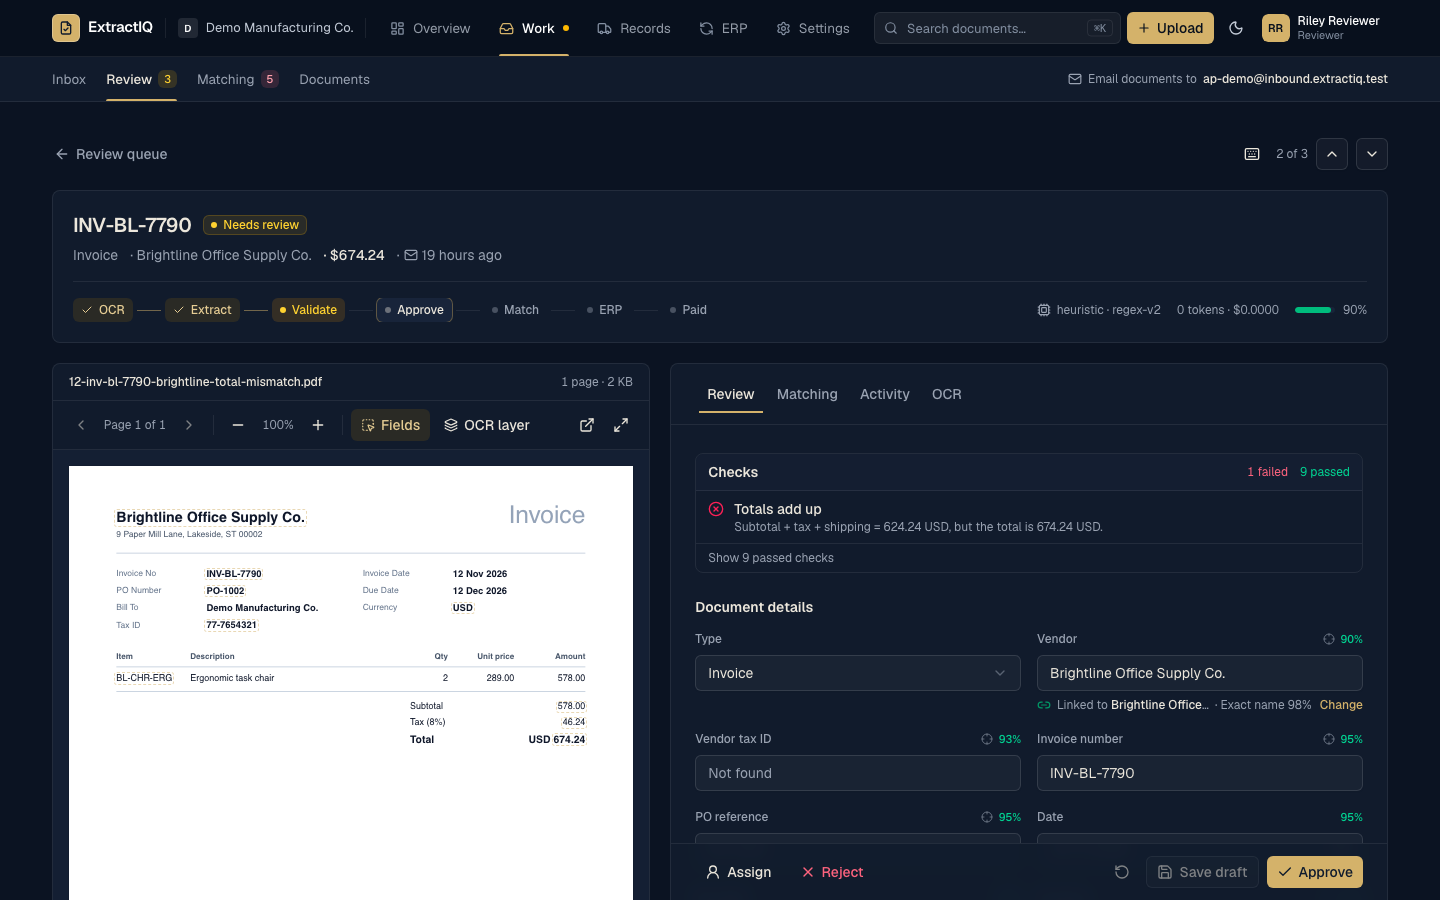 ExtractIQ
D Demo Manufacturing Co.
Overview
Work
Records
ERP
Settings
Search documents…
⌘K
Upload
RR
Riley Reviewer
Reviewer
Inbox
Review 3
Matching 5
Documents
Email documents to ap-demo@inbound.extractiq.test
Review queue
2 of 3
INV-BL-7790
Needs review
Invoice · Brightline Office Supply Co. · $674.24 · 19 hours ago
OCR
Extract
Validate
Approve
Match
ERP
Paid
heuristic · regex-v2
0 tokens · $0.0000
90%
12-inv-bl-7790-brightline-total-mismatch.pdf
1 page · 2 KB
Page 1 of 1
100%
Fields
OCR layer
Brightline Office Supply Co.
Invoice
9 Paper Mill Lane, Lakeside, ST 00002
Invoice No INV-BL-7790 Invoice Date 12 Nov 2026
PO Number PO-1002 Due Date 12 Dec 2026
Bill To Demo Manufacturing Co. Currency USD
Tax ID 77-7654321
Item Description Qty Unit price Amount
BL-CHR-ERG Ergonomic task chair 2 289.00 578.00
Subtotal 578.00
Tax (8%) 46.24
Total USD 674.24
Review
Matching
Activity
OCR
Checks
1 failed 9 passed
Totals add up
Subtotal + tax + shipping = 624.24 USD, but the total is 674.24 USD.
Show 9 passed checks
Document details
Type
Invoice
Vendor 90%
Brightline Office Supply Co.
Linked to Brightline Office… · Exact name 98% Change
Vendor tax ID 93%
Not found
Invoice number 95%
INV-BL-7790
PO reference 95%
Date 95%
Assign
Reject
Save draft
Approve